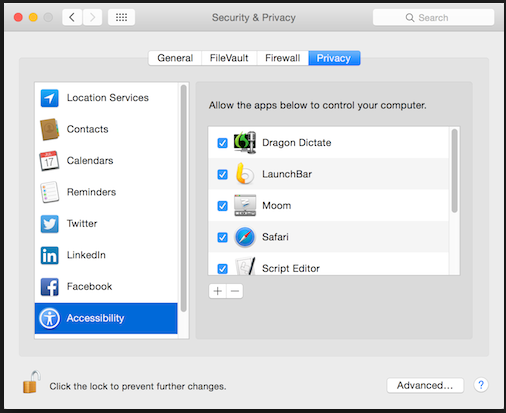 Security & Privacy
Search
General
FileVault
Firewall
Privacy
Location Services
Contacts
17
Calendars
Reminders
Twitter
in
LinkedIn
f
Facebook
Accessibility
Allow the apps below to control your computer.
Dragon Dictate
LaunchBar
Moom
Safari
Script Editor
+
−
Click the lock to prevent further changes.
Advanced...
?